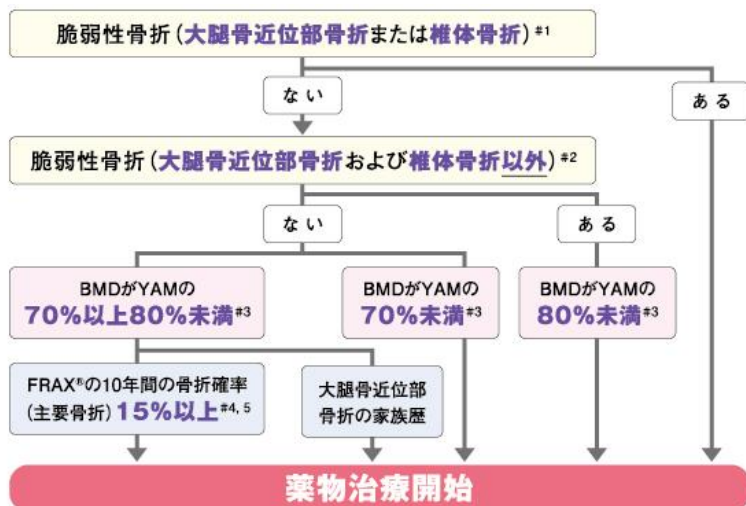 脆弱性骨折(大腿骨近位部骨折または椎体骨折)#1
ない
ある
脆弱性骨折(大腿骨近位部骨折および椎体骨折以外)#2
ない
ある
BMDがYAMの
70%以上80%未満#3
BMDがYAMの
70%未満#3
BMDがYAMの
80%未満#3
FRAX®の10年間の骨折確率
(主要骨折)15%以上#4, 5
大腿骨近位部
骨折の家族歴
薬物治療開始